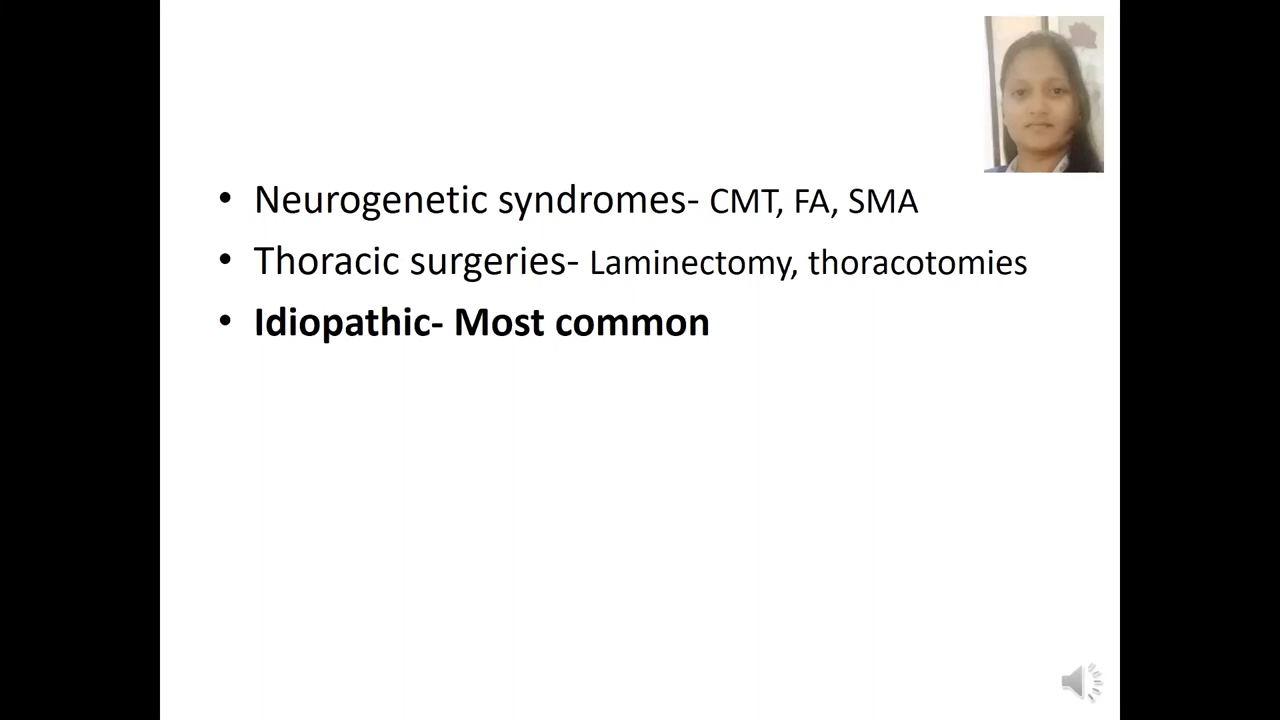 • Neurogenetic syndromes- CMT, FA, SMA
• Thoracic surgeries- Laminectomy, thoracotomies
• Idiopathic- Most common